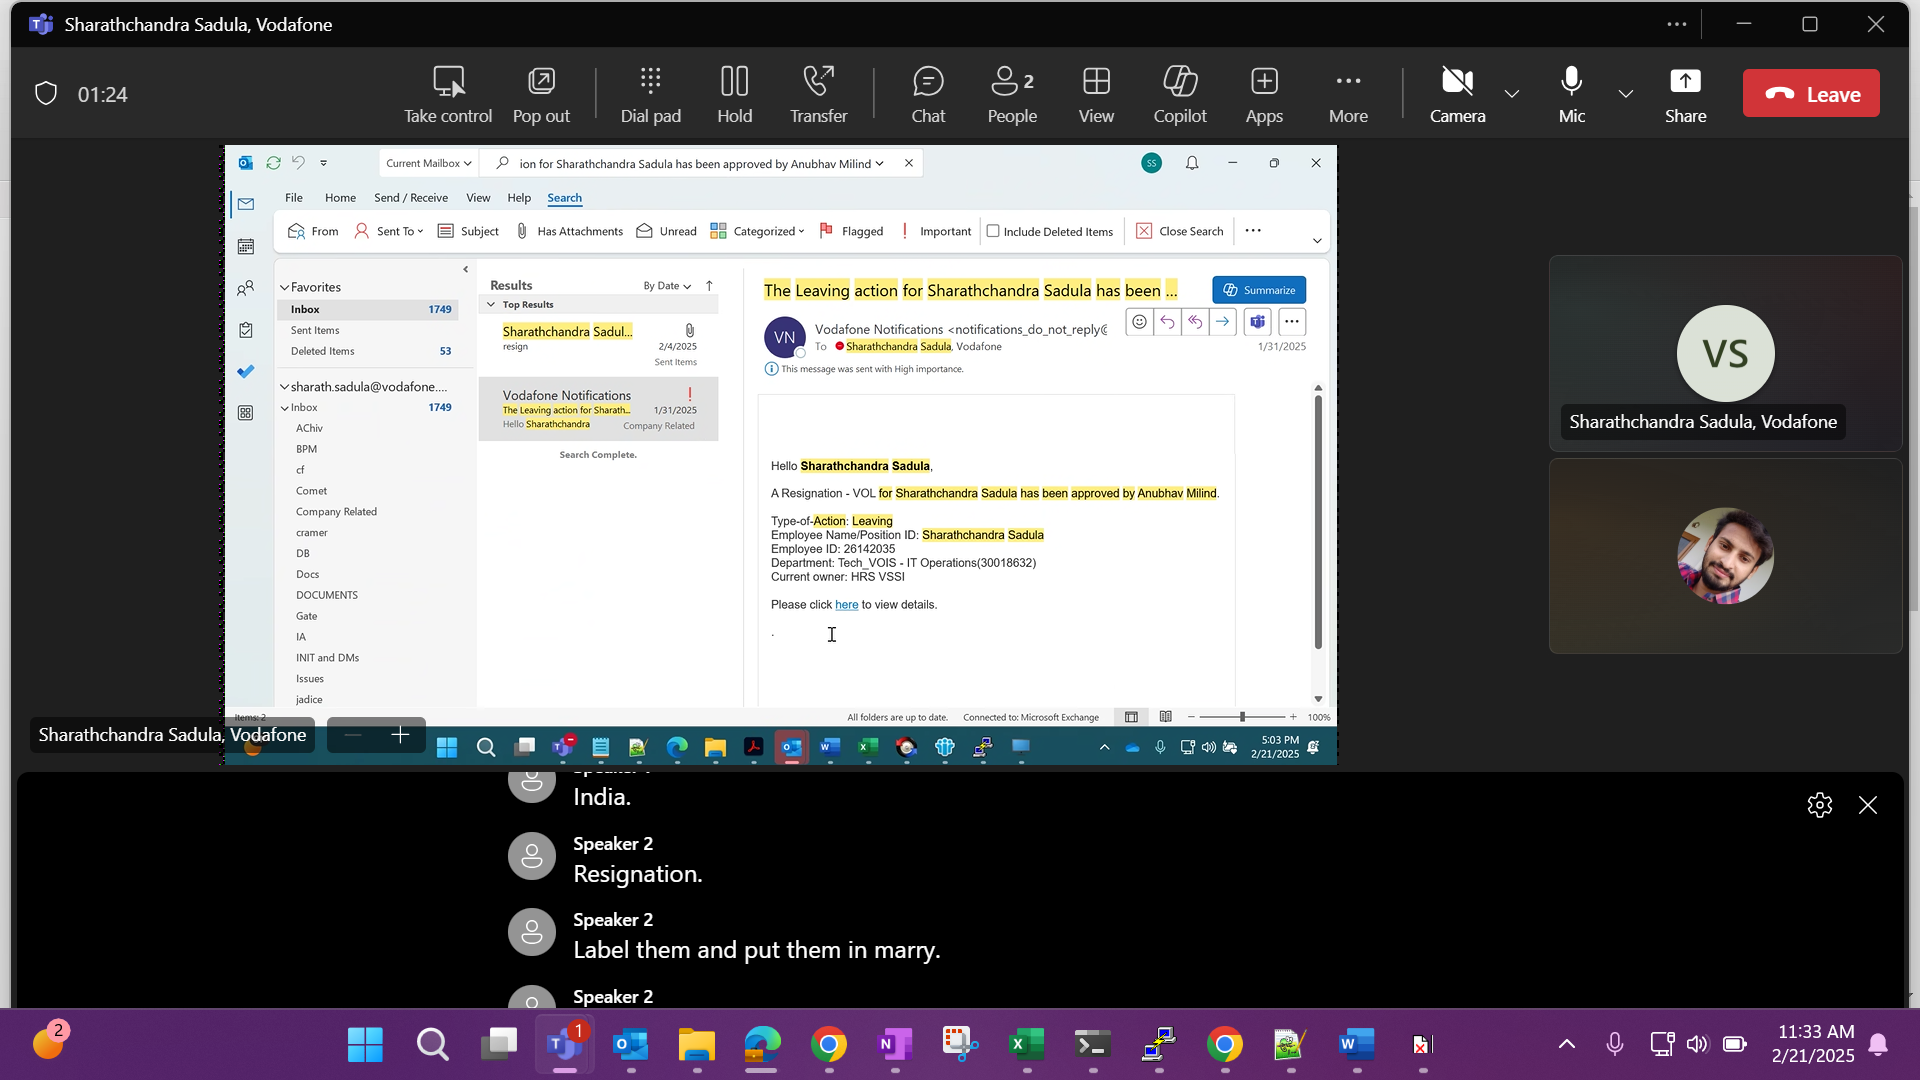 Sharathchandra Sadula, Vodafone
01:24
Take control
Pop out
Dial pad
Hold
Transfer
Chat
2
People
View
Copilot
Apps
More
Camera
Mic
Share
Leave
Current Mailbox
ion for Sharathchandra Sadula has been approved by Anubhav Milind
SS
File
Home
Send / Receive
View
Help
Search
From
Sent To
Subject
Has Attachments
Unread
Categorized
Flagged
Important
Include Deleted Items
Close Search
Favorites
Inbox 1749
Sent Items
Deleted Items 53
sharath.sadula@vodafone....
Inbox 1749
AChiv
BPM
cf
Comet
Company Related
cramer
DB
Docs
DOCUMENTS
Gate
IA
INIT and DMs
Issues
jadice
Items: 2
Results
By Date
Top Results
Sharathchandra Sadul...
resign 2/4/2025
Sent Items
Vodafone Notifications
The Leaving action for Sharath... 1/31/2025
Hello Sharathchandra Company Related
Search Complete.
The Leaving action for Sharathchandra Sadula has been ...
Summarize
VN
Vodafone Notifications <notifications_do_not_reply@
To Sharathchandra Sadula, Vodafone
1/31/2025
This message was sent with High importance.
Hello Sharathchandra Sadula,
A Resignation - VOL for Sharathchandra Sadula has been approved by Anubhav Milind.
Type-of-Action: Leaving
Employee Name/Position ID: Sharathchandra Sadula
Employee ID: 26142035
Department: Tech_VOIS - IT Operations(30018632)
Current owner: HRS VSSI
Please click here to view details.
.
All folders are up to date.
Connected to: Microsoft Exchange
100%
5:03 PM
2/21/2025
Sharathchandra Sadula, Vodafone
VS
Sharathchandra Sadula, Vodafone
India.
Speaker 2
Resignation.
Speaker 2
Label them and put them in marry.
Speaker 2
2
1
11:33 AM
2/21/2025